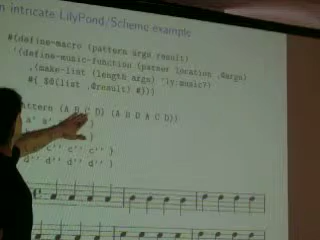 n intricate LilyPond/Scheme example
#(define-macro (pattern args result)
`(define-music-function (parser location ,@args)
,(make-list (length args) 'ly:music?)
#{ $@(list ,@result) #}))
(A B C D) (A B D A C D))
}
}
c'' c'' }
d'' d'' d'' d'' }